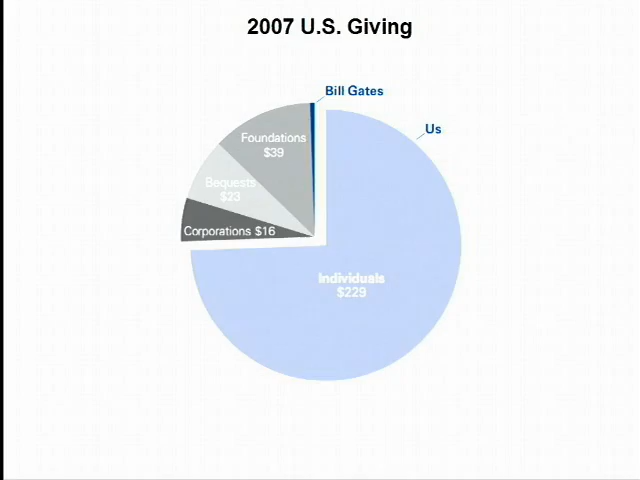 2007 U.S. Giving
Bill Gates
Us
Foundations
$39
Bequests
$23
Corporations $16
Individuals
$229